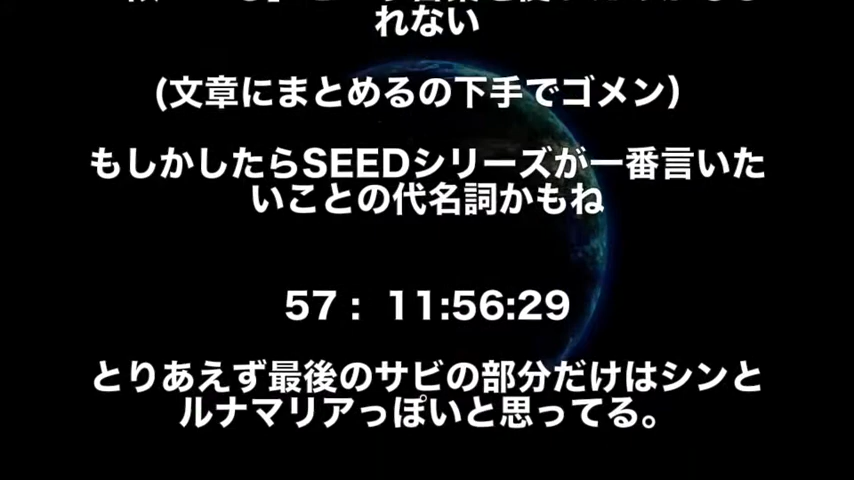 れない
(文章にまとめるの下手でゴメン）
もしかしたらSEEDシリーズが一番言いた
いことの代名詞かもね
57： 11:56:29
とりあえず最後のサビの部分だけはシンと
ルナマリアっぽいと思ってる。